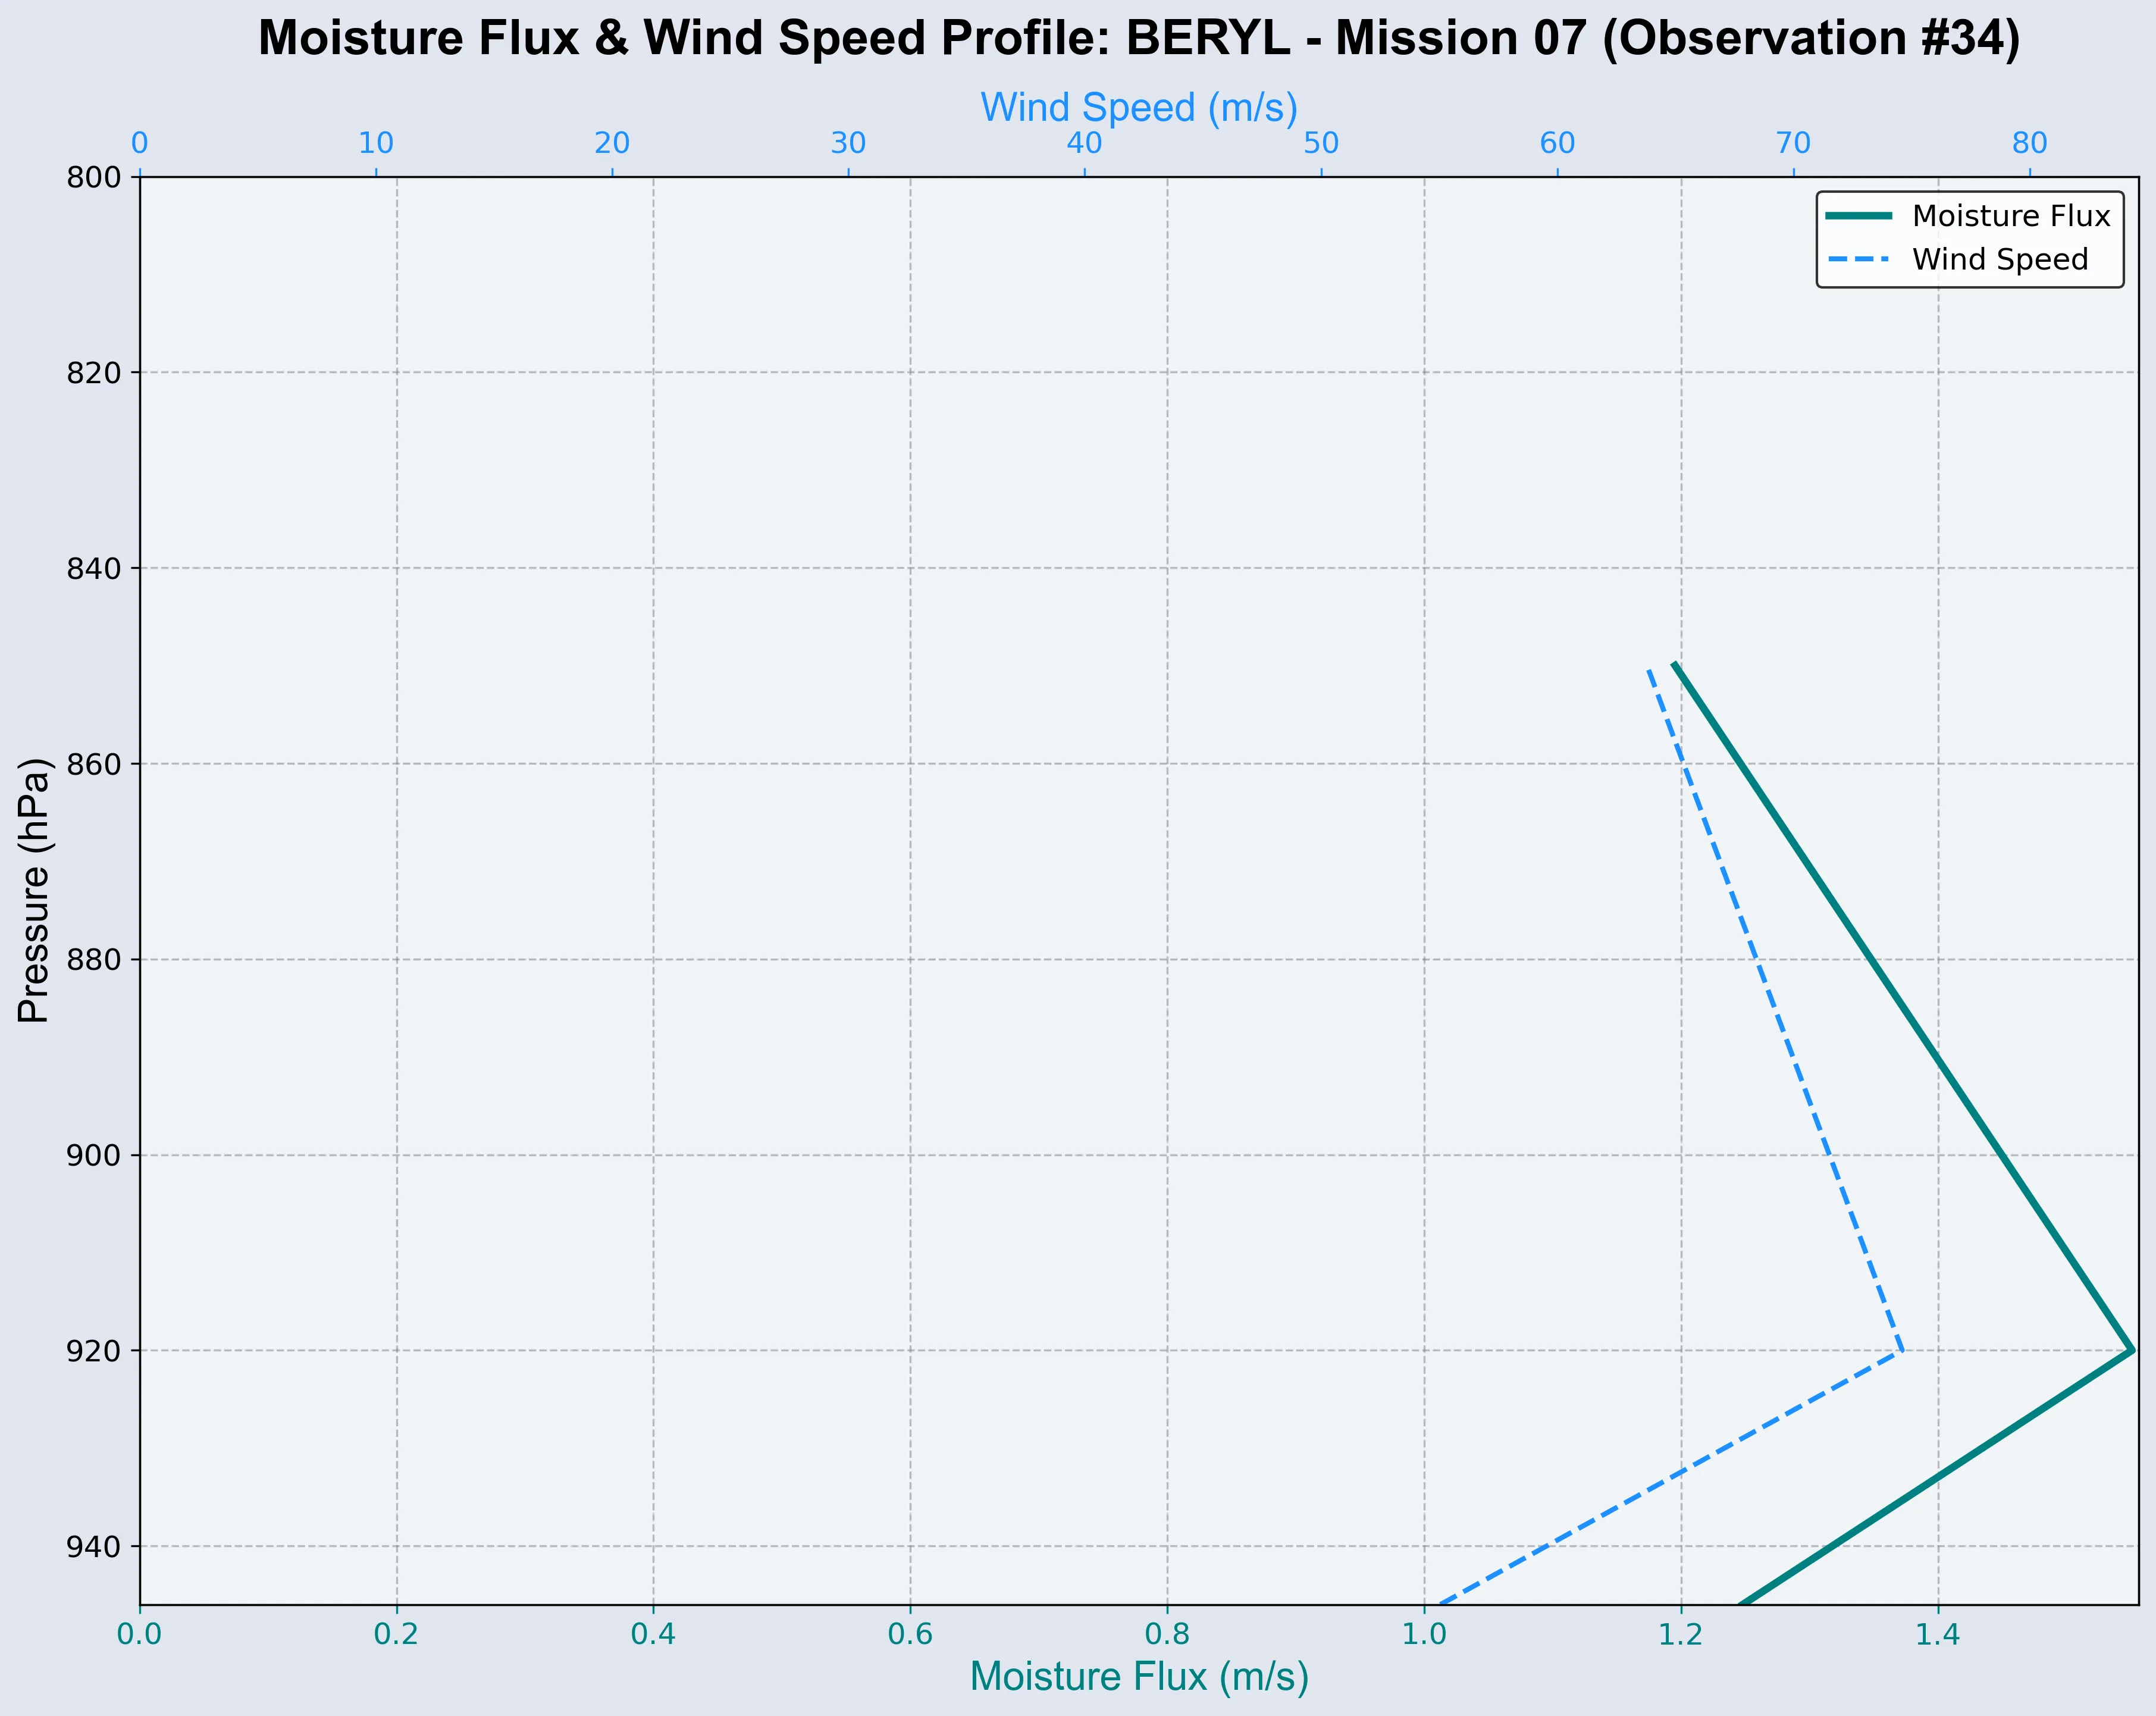 Moisture Flux & Wind Speed Profile: BERYL - Mission 07 (Observation #34)
Wind Speed (m/s)
0 10 20 30 40 50 60 70 80
Moisture Flux
Wind Speed
Pressure (hPa)
800
820
840
860
880
900
920
940
0.0 0.2 0.4 0.6 0.8 1.0 1.2 1.4
Moisture Flux (m/s)